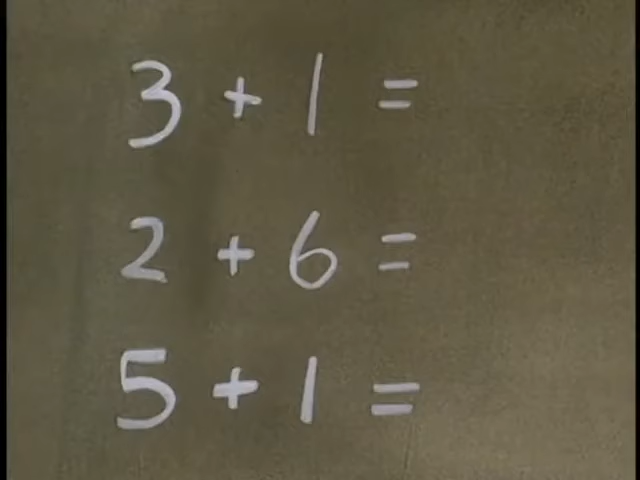 3 + 1 =
2 + 6 =
5 + 1 =